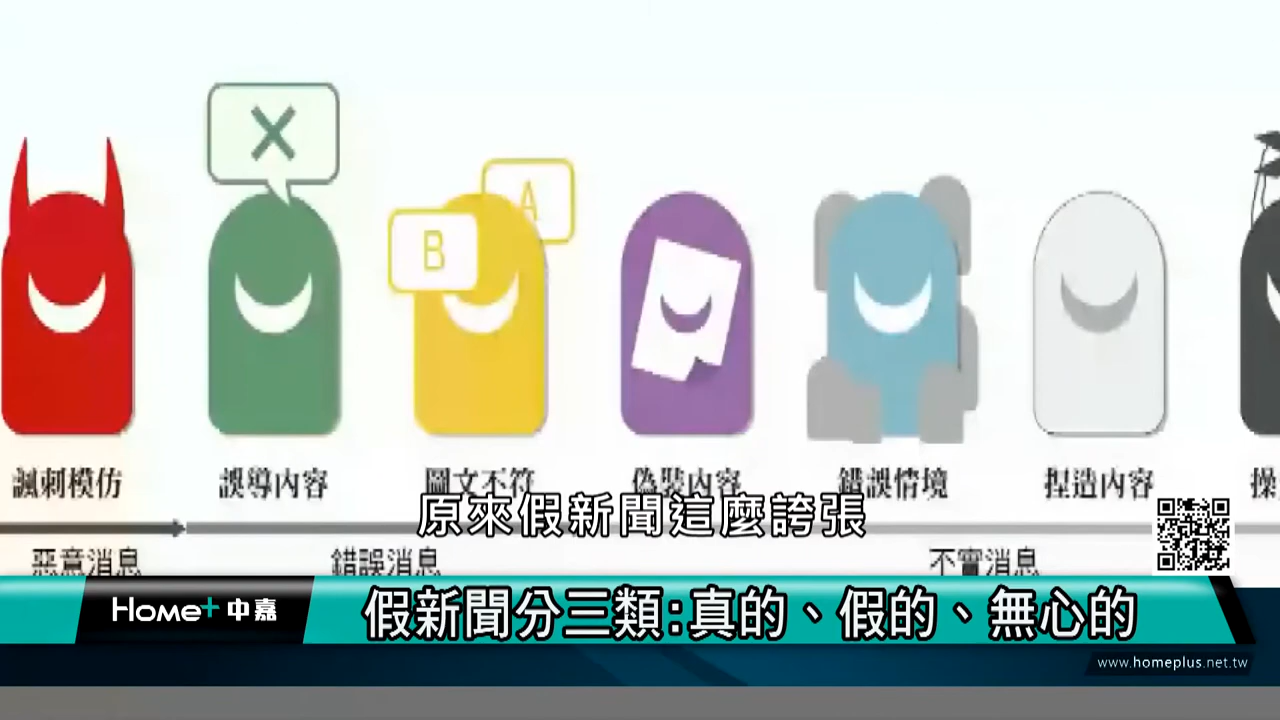 X
A
B
諷刺模仿
誤導內容
圖文不符
偽裝內容
錯誤情境
捏造內容
操
原來假新聞這麼誇張
惡意消息
錯誤消息
不實消息
Home+ 中嘉
假新聞分三類:真的、假的、無心的
www.homeplus.net.tw